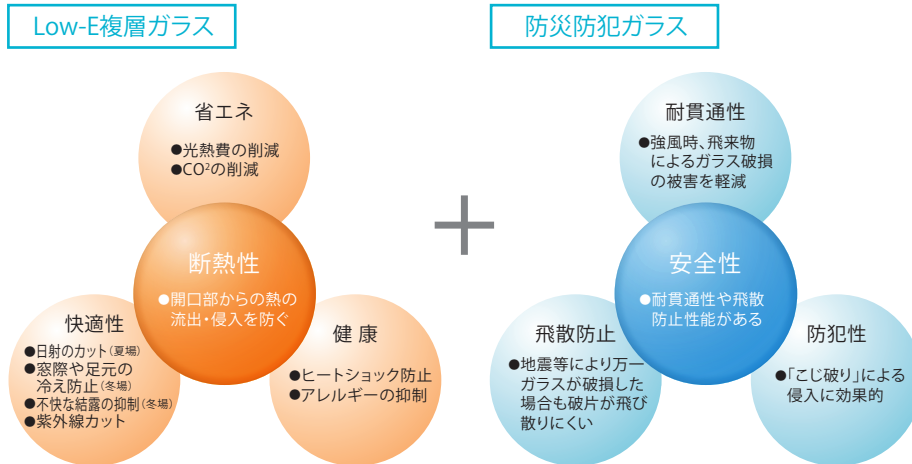 Low-E複層ガラス
省エネ
●光熱費の削減
●CO²の削減
断熱性
●開口部からの熱の
流出・侵入を防ぐ
快適性
●日射のカット(夏場)
●窓際や足元の
冷え防止(冬場)
●不快な結露の抑制(冬場)
●紫外線カット
健 康
●ヒートショック防止
●アレルギーの抑制
+
防災防犯ガラス
耐貫通性
●強風時、飛来物
によるガラス破損
の被害を軽減
安全性
●耐貫通性や飛散
防止性能がある
飛散防止
●地震等により万一
ガラスが破損した
場合も破片が飛び
散りにくい
防犯性
●「こじ破り」による
侵入に効果的